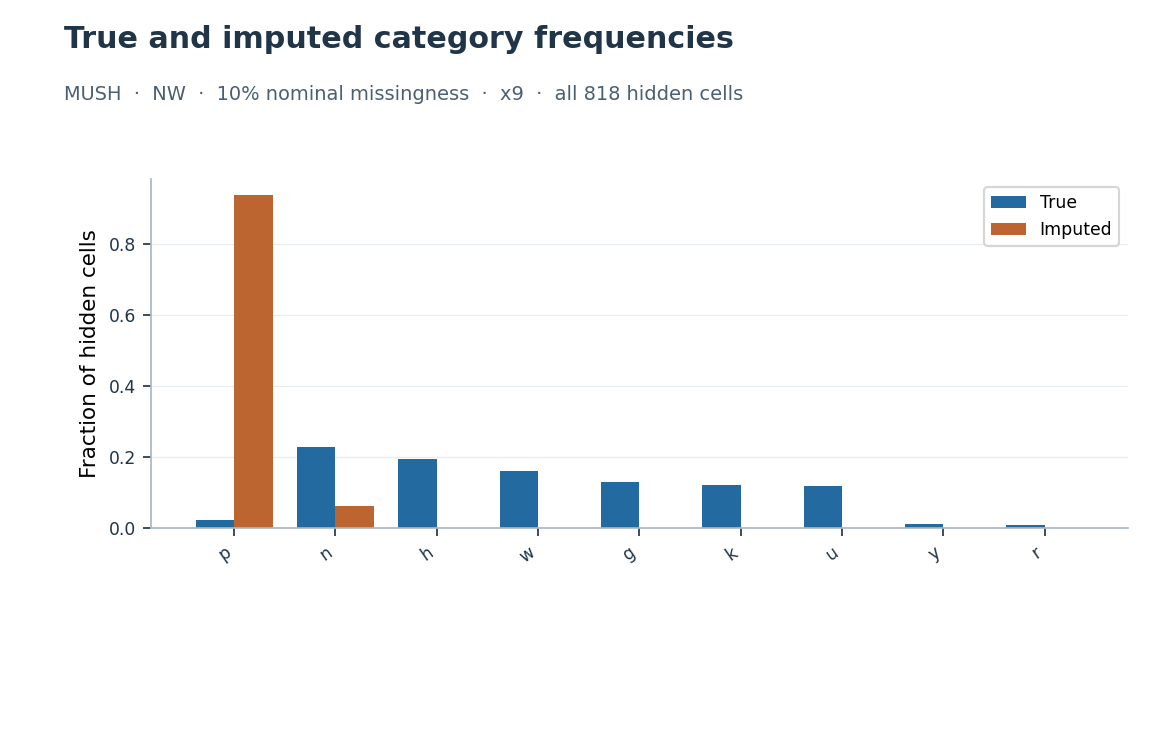 True and imputed category frequencies
MUSH · NW · 10% nominal missingness · x9 · all 818 hidden cells
True
Imputed
Fraction of hidden cells
0.8
0.6
0.4
0.2
0.0
p n h w g k u y r